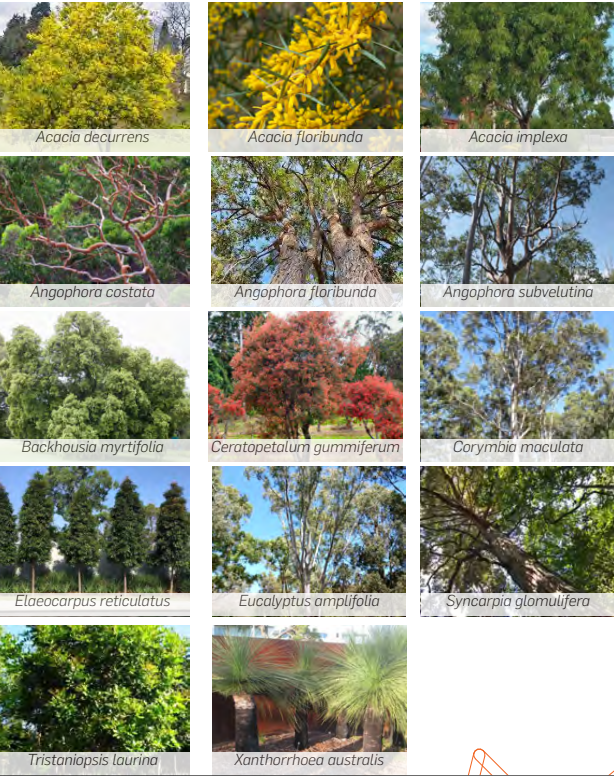 Acacia decurrens
Acacia floribunda
Acacia implexa
Angophora costata
Angophora floribunda
Angophora subvelutina
Backhousia myrtifolia
Ceratopetalum gummiferum
Corymbia maculata
Elaeocarpus reticulatus
Eucalyptus amplifolia
Syncarpia glomulifera
Tristaniopsis laurina
Xanthorrhoea australis